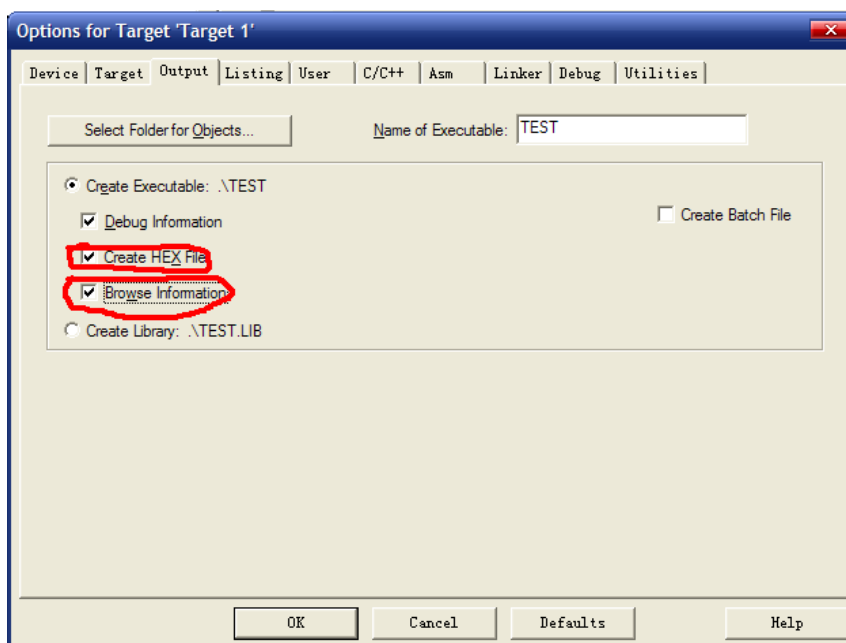 Options for Target 'Target 1'
Device Target Output Listing User C/C++ Asm Linker Debug Utilities
Select Folder for Objects... Name of Executable: TEST
Create Executable: .\TEST
Debug Information Create Batch File
Create HEX File
Browse Information
Create Library: .\TEST.LIB
OK Cancel Defaults Help